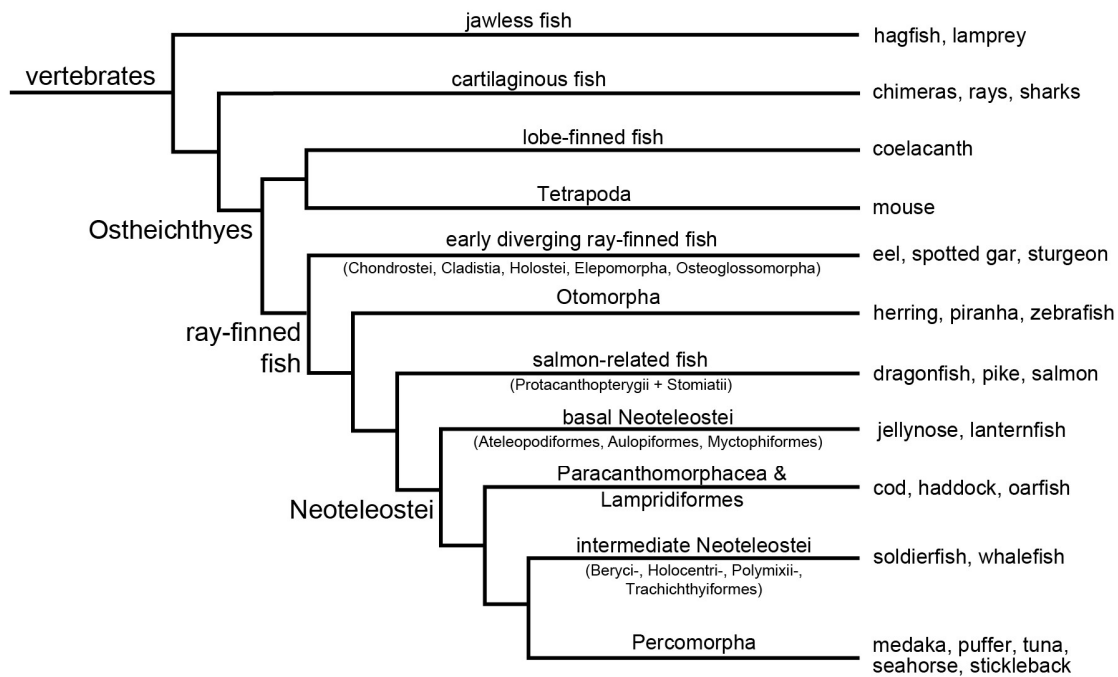 jawless fish
hagfish, lamprey
vertebrates
cartilaginous fish
chimeras, rays, sharks
lobe-finned fish
coelacanth
Tetrapoda
mouse
Ostheichthyes
early diverging ray-finned fish
eel, spotted gar, sturgeon
(Chondrostei, Cladistia, Holostei, Elepomorpha, Osteoglossomorpha)
Otomorpha
herring, piranha, zebrafish
ray-finned
fish
salmon-related fish
dragonfish, pike, salmon
(Protacanthopterygii + Stomiatii)
basal Neoteleostei
jellynose, lanternfish
(Ateleopodiformes, Aulopiformes, Myctophiformes)
Paracanthomorphacea &
Lampridiformes
cod, haddock, oarfish
Neoteleostei
intermediate Neoteleostei
soldierfish, whalefish
(Beryci-, Holocentri-, Polymixii-,
Trachichthyiformes)
Percomorpha
medaka, puffer, tuna,
seahorse, stickleback